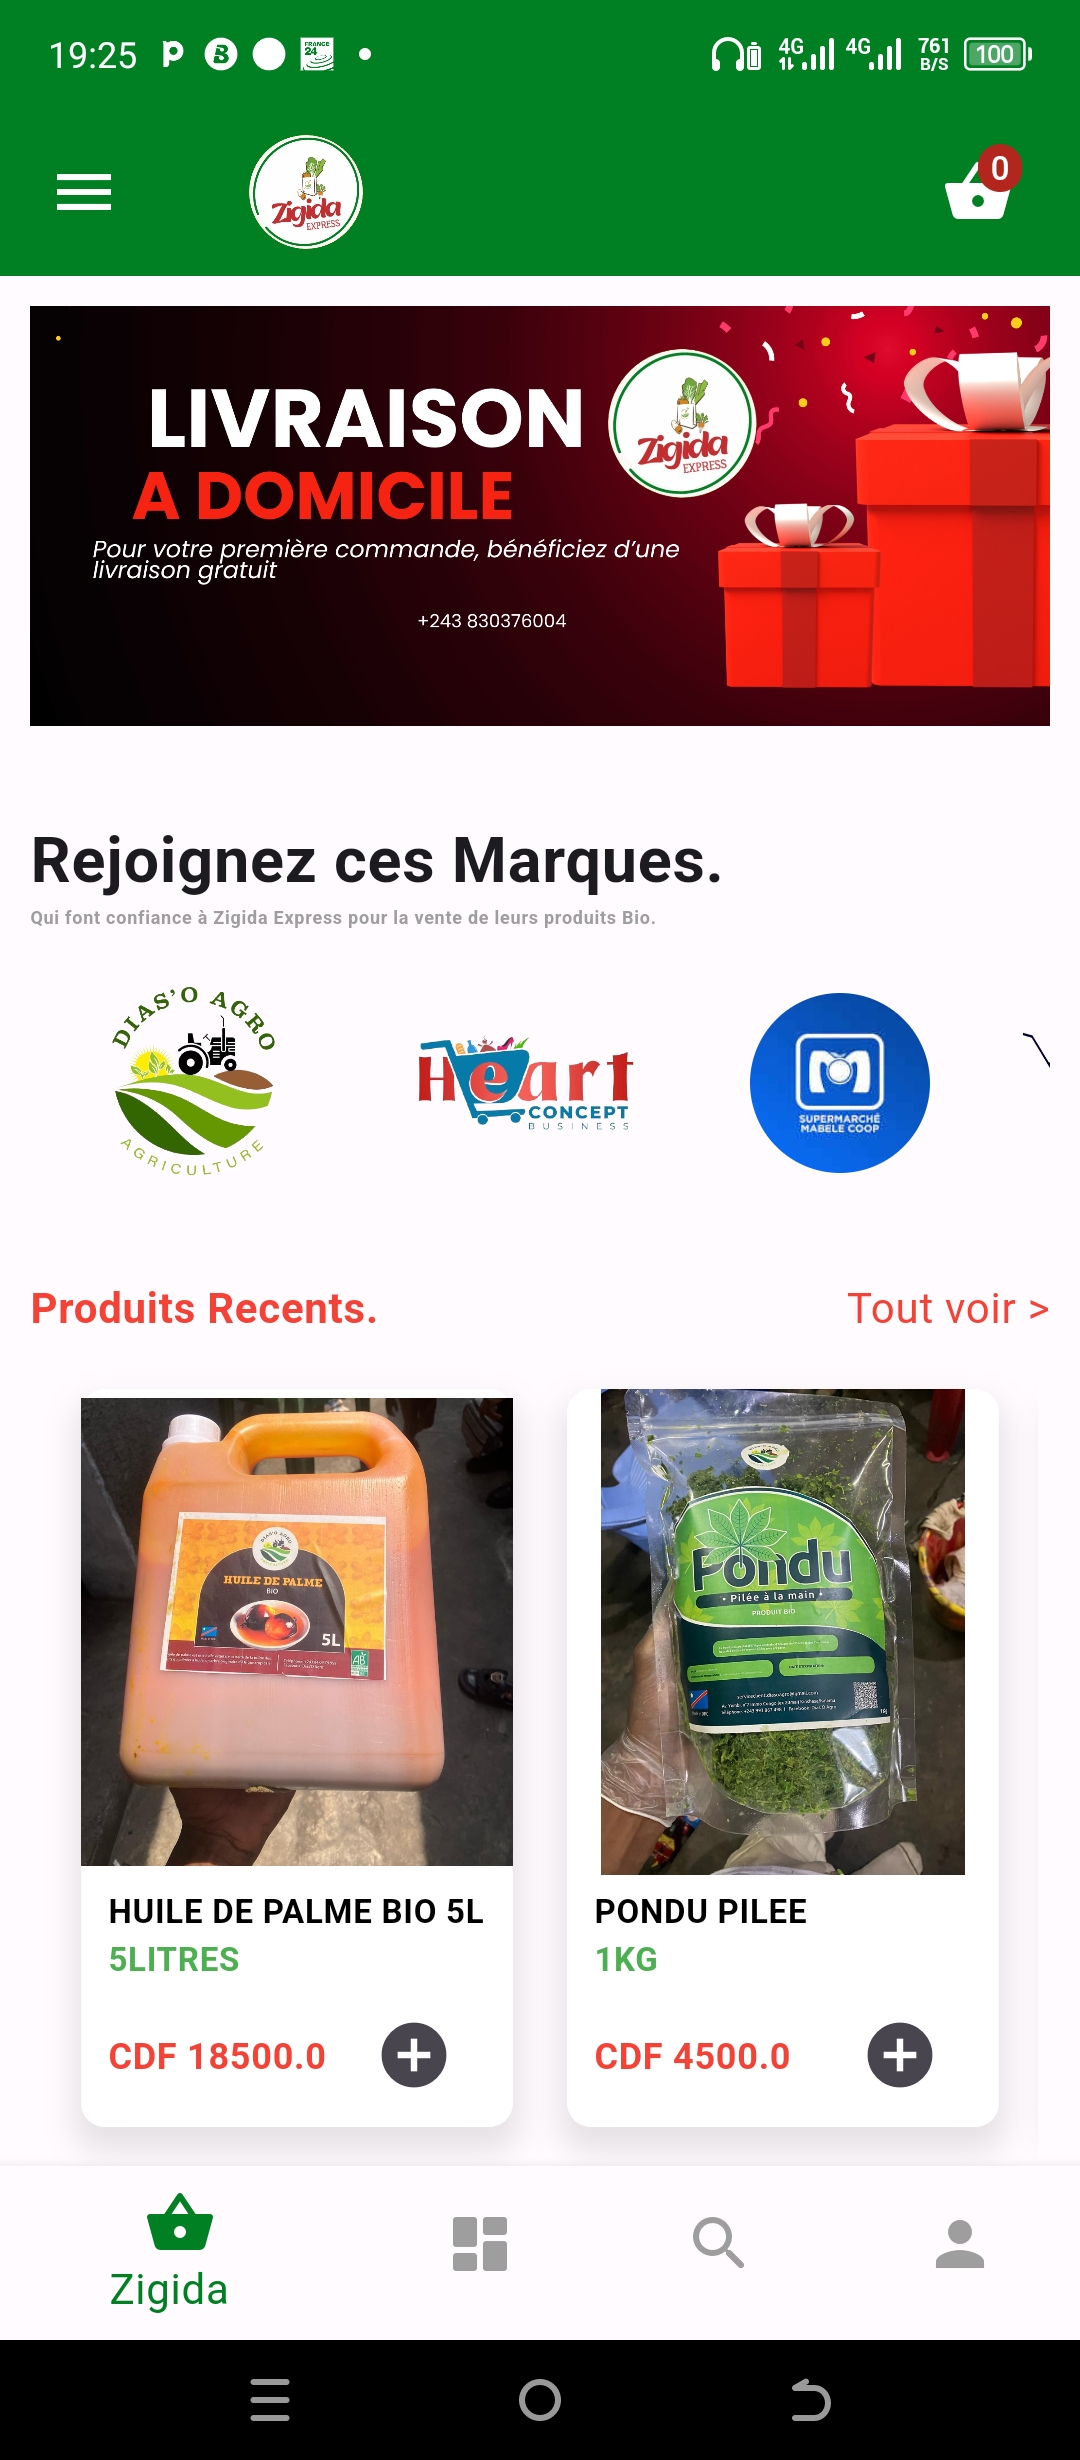 19:25
FRANCE
24
4G
4G
761
B/S
100
Zigida
EXPRESS
0
LIVRAISON
A DOMICILE
Zigida
EXPRESS
Pour votre première commande, bénéficiez d'une
livraison gratuit
+243 830376004
Rejoignez ces Marques.
Qui font confiance à Zigida Express pour la vente de leurs produits Bio.
DIAS'O AGRO
AGRICULTURE
Heart
CONCEPT
BUSINESS
SUPERMARCHÉ
MABELE COOP
Produits Recents.
Tout voir >
DIAS'O AGRO
HUILE DE PALME
BIO
5L
AB
Pondu
• Pilée à la main •
PRODUIT BIO
HUILE DE PALME BIO 5L
5LITRES
CDF 18500.0
PONDU PILEE
1KG
CDF 4500.0
Zigida